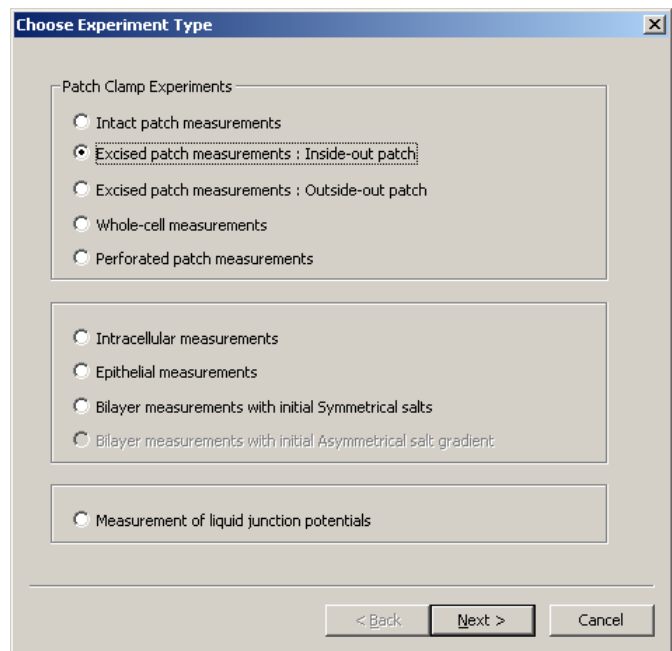 Choose Experiment Type
Patch Clamp Experiments
Intact patch measurements
Excised patch measurements : Inside-out patch
Excised patch measurements : Outside-out patch
Whole-cell measurements
Perforated patch measurements
Intracellular measurements
Epithelial measurements
Bilayer measurements with initial Symmetrical salts
Bilayer measurements with initial Asymmetrical salt gradient
Measurement of liquid junction potentials
< Back
Next >
Cancel